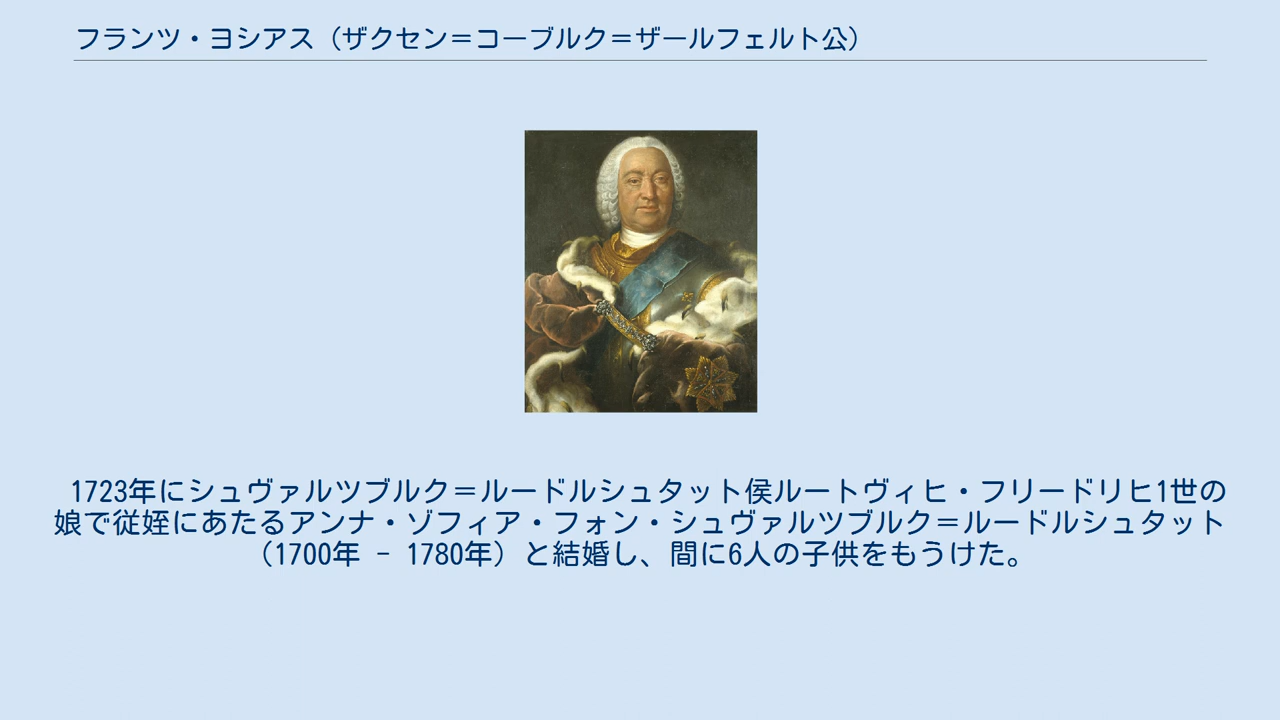 フランツ・ヨシアス（ザクセン＝コーブルク＝ザールフェルト公）
1723年にシュヴァルツブルク＝ルードルシュタット侯ルートヴィヒ・フリードリヒ1世の
娘で従姪にあたるアンナ・ゾフィア・フォン・シュヴァルツブルク＝ルードルシュタット
（1700年 - 1780年）と結婚し、間に6人の子供をもうけた。